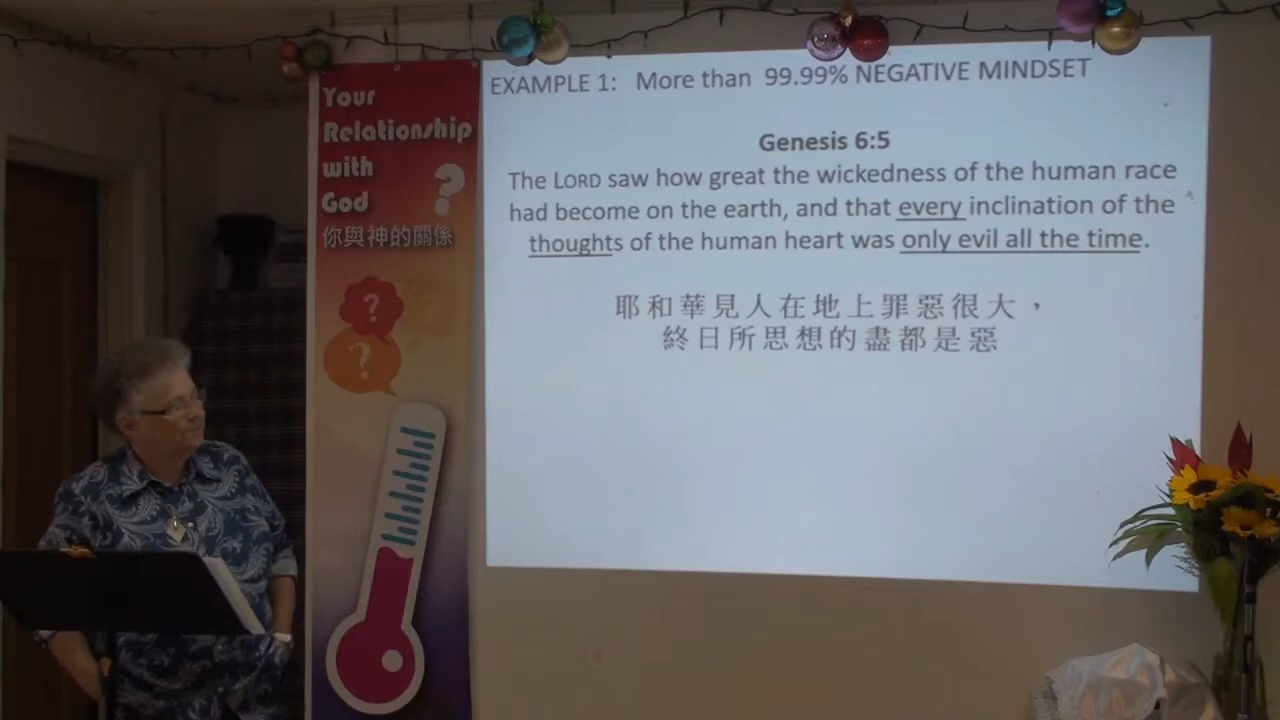 Your
Relationship
with
God
?
你與神的關係
?
?
EXAMPLE 1: More than 99.99% NEGATIVE MINDSET
Genesis 6:5
The LORD saw how great the wickedness of the human race
had become on the earth, and that every inclination of the
thoughts of the human heart was only evil all the time.
耶和華見人在地上罪惡很大，
終日所思想的盡都是惡